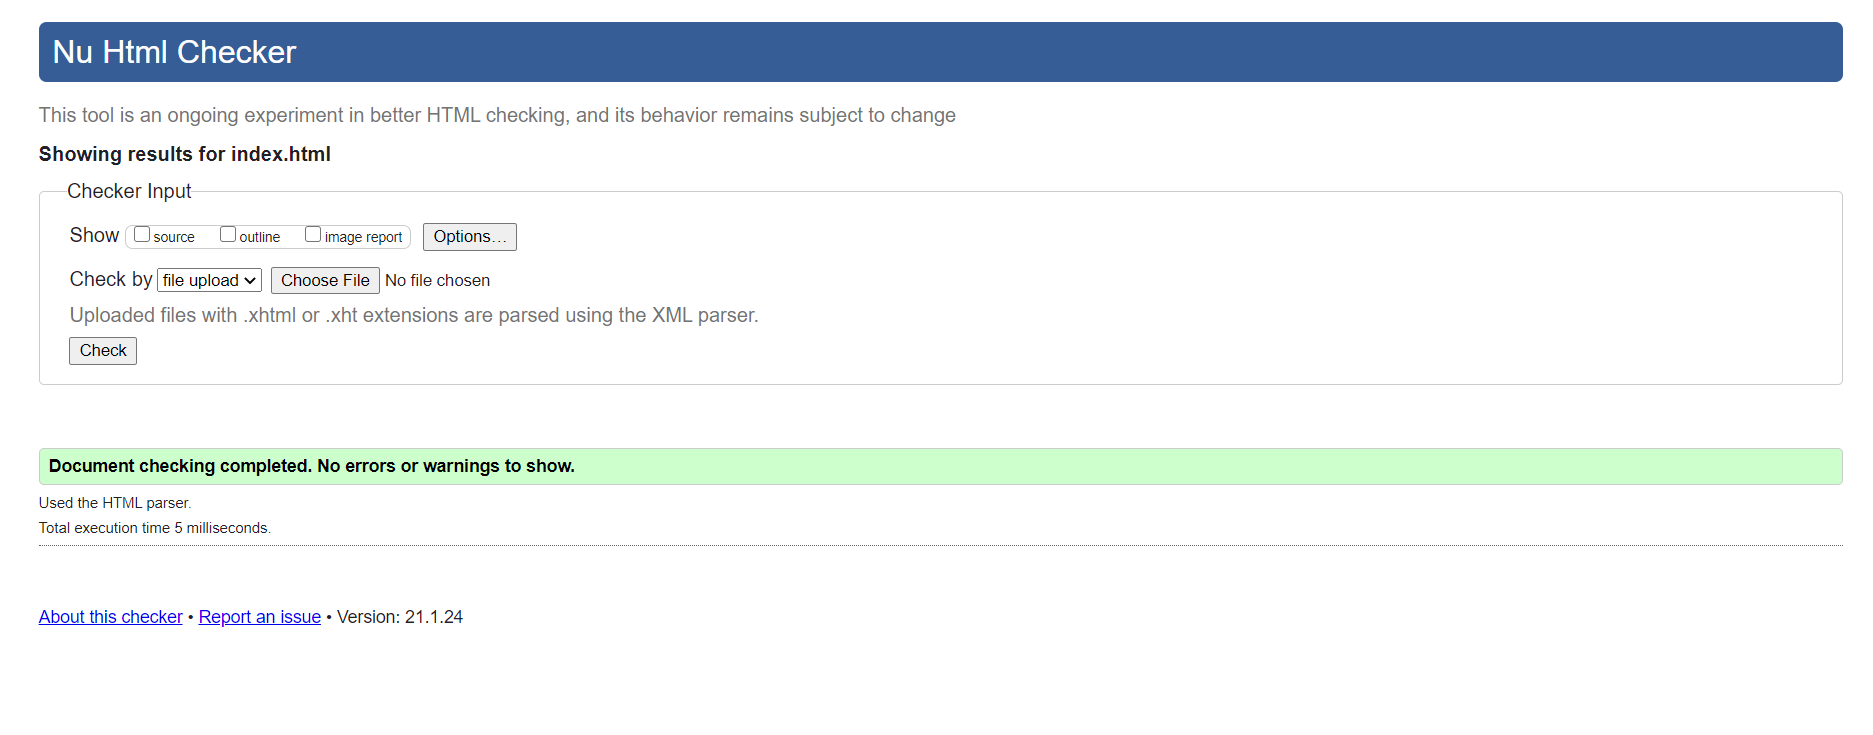 Nu Html Checker
This tool is an ongoing experiment in better HTML checking, and its behavior remains subject to change
Showing results for index.html
Checker Input
Show source outline image report Options…
Check by file upload Choose File No file chosen
Uploaded files with .xhtml or .xht extensions are parsed using the XML parser.
Check
Document checking completed. No errors or warnings to show.
Used the HTML parser.
Total execution time 5 milliseconds.
About this checker • Report an issue • Version: 21.1.24